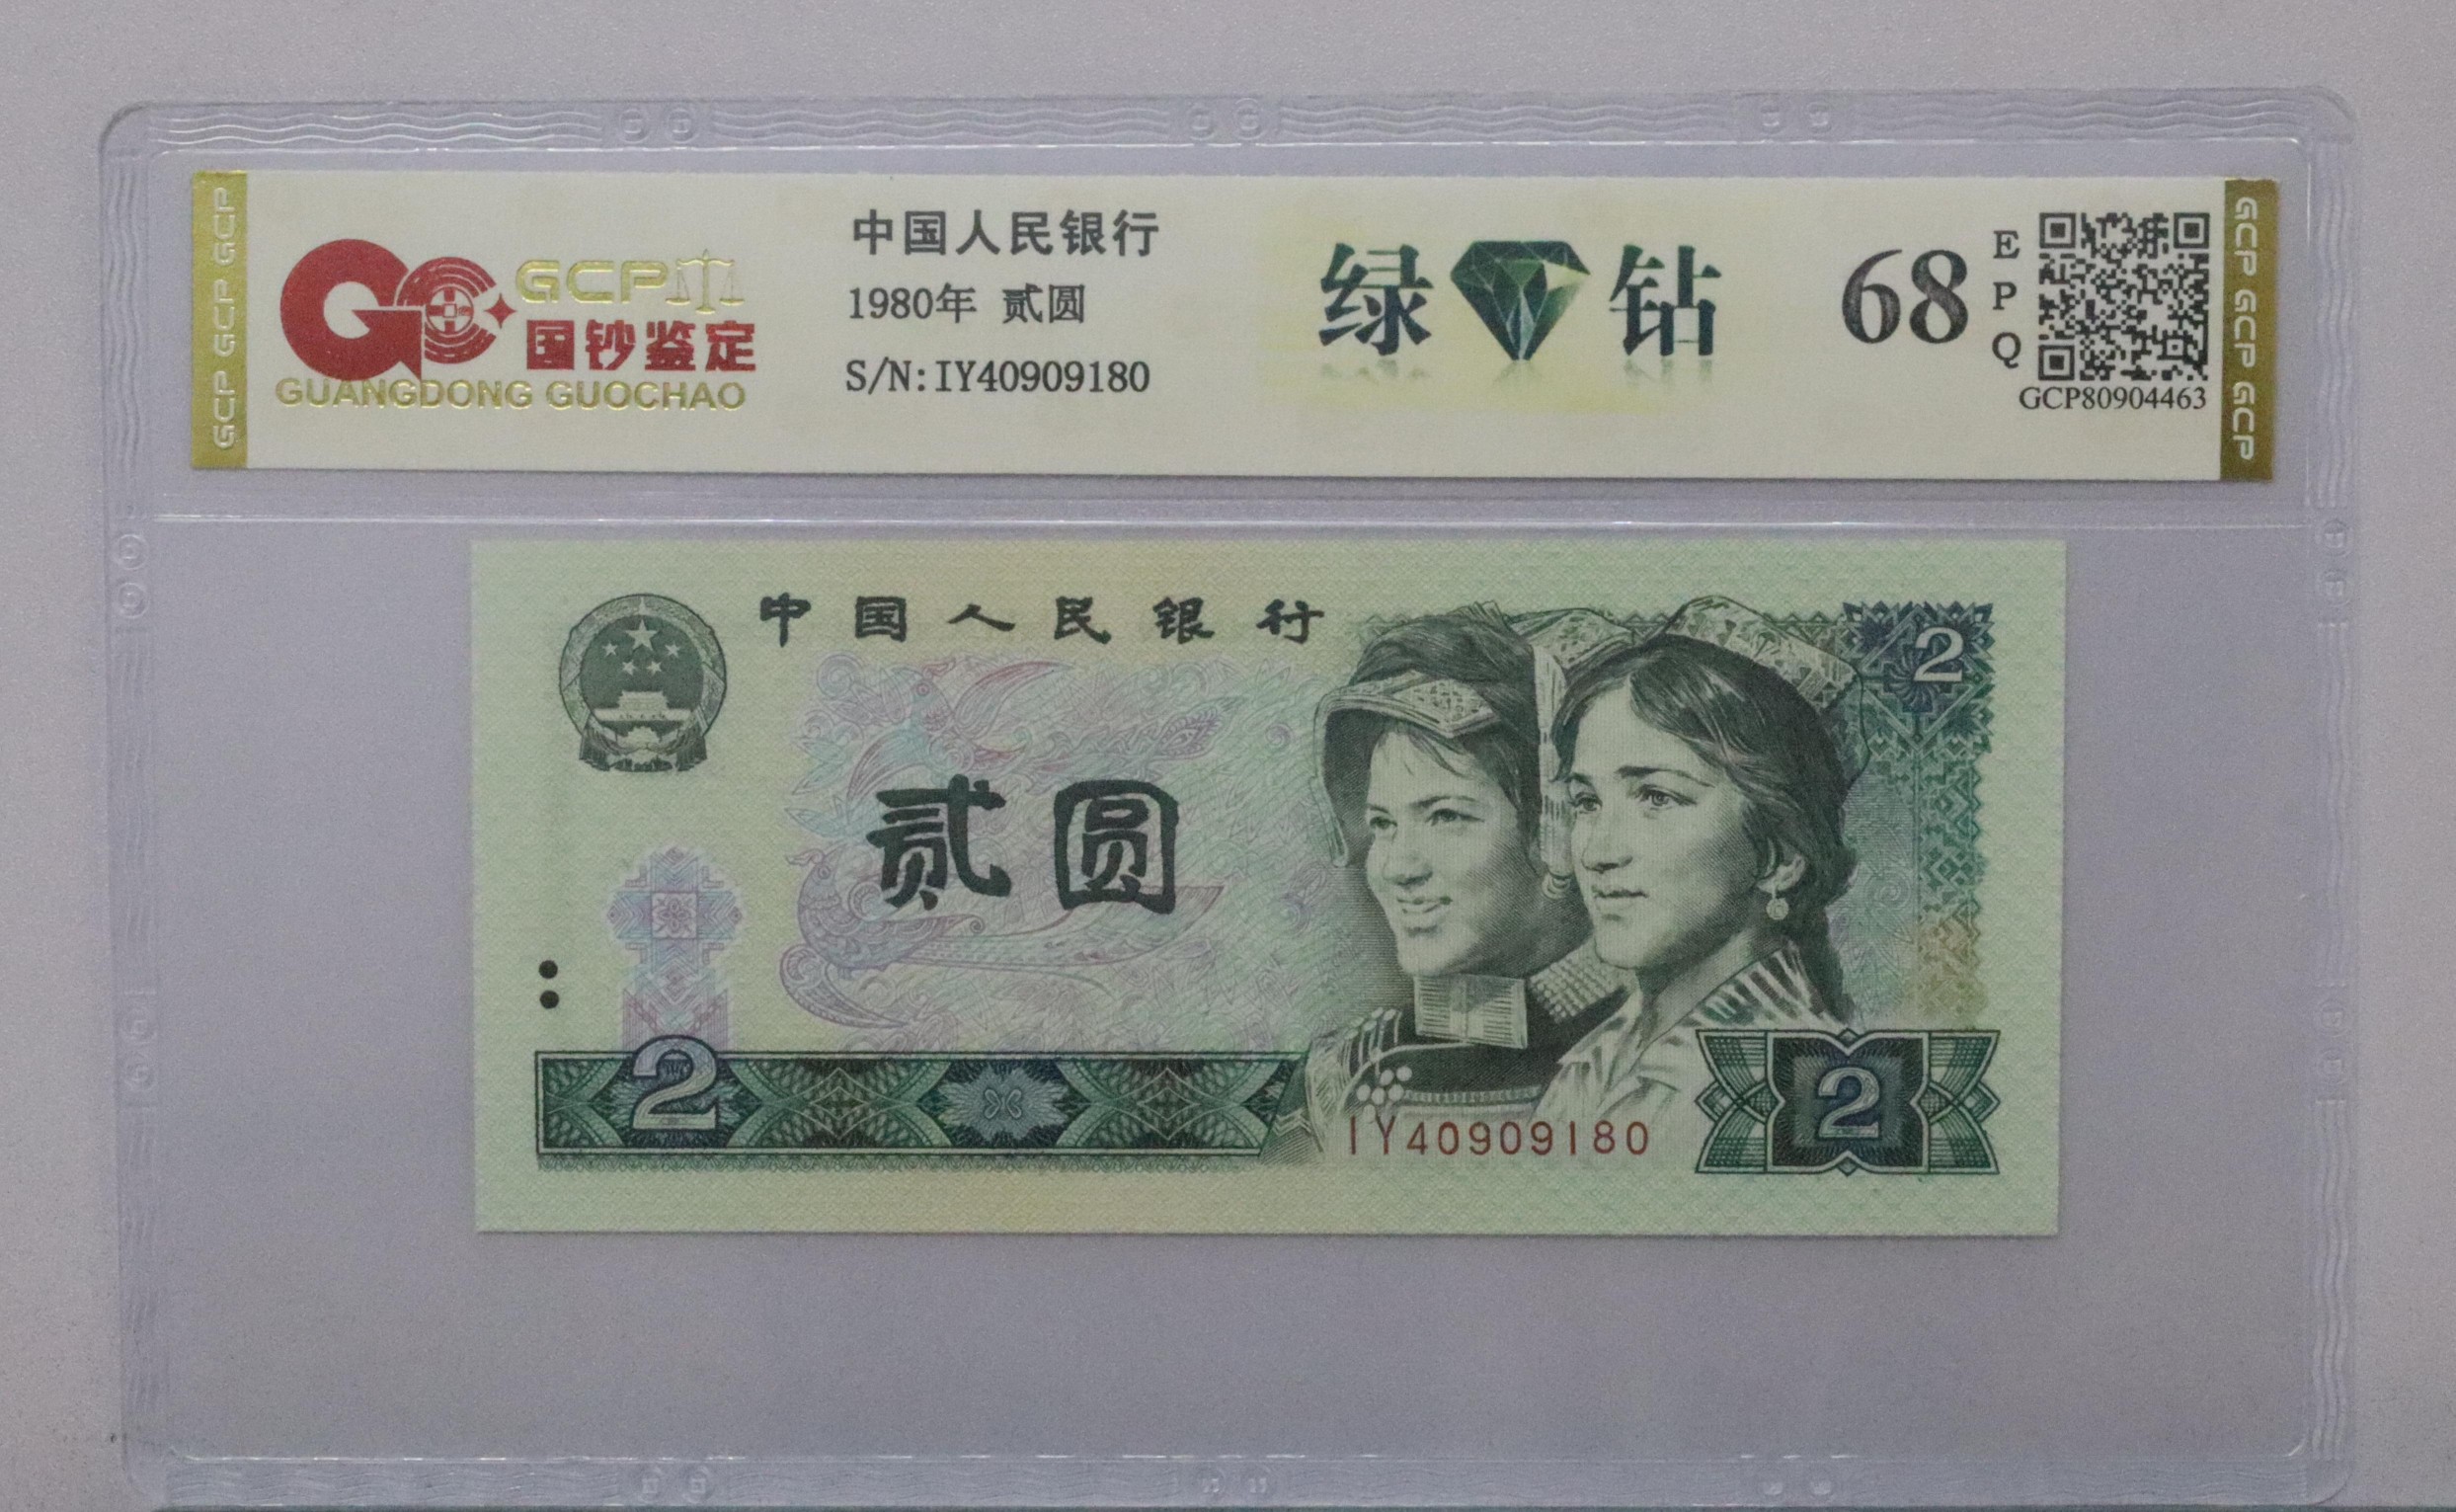 GCP GCP GCP
GCP
国钞鉴定
GUANGDONG GUOCHAO
中国人民银行
1980年 贰圆
S/N:IY40909180
绿 钻
68
E
P
Q
GCP80904463
GCP GCP GCP
中国人民银行
2
贰圆
2
IY40909180
2